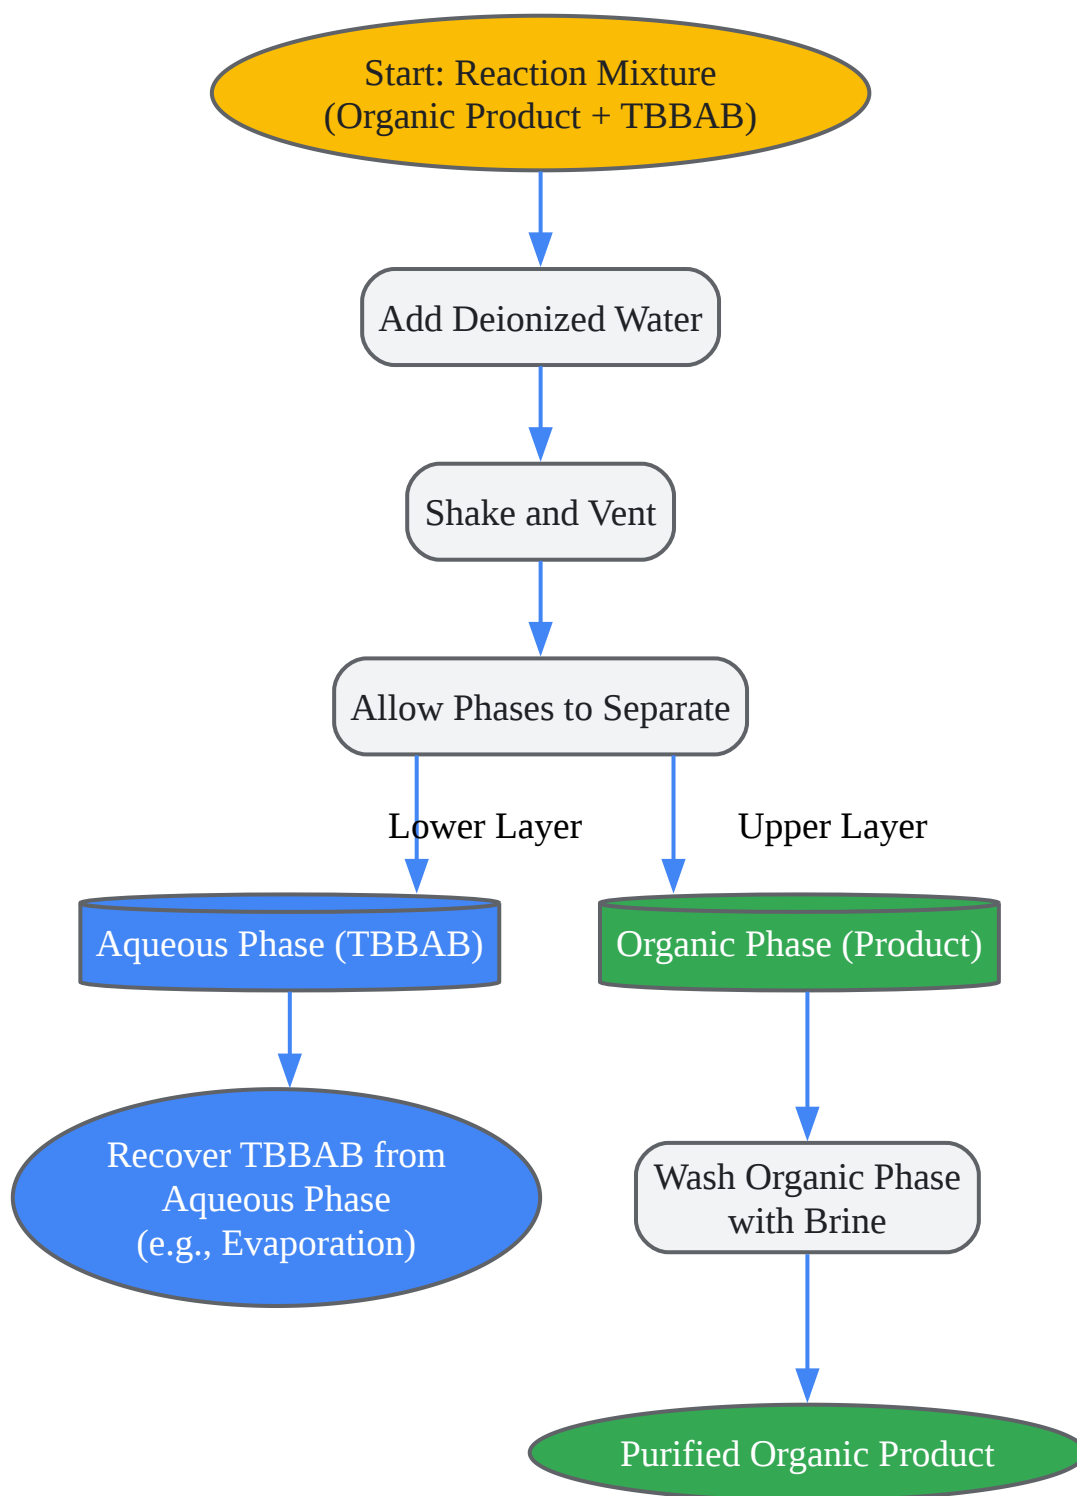 Start: Reaction Mixture
(Organic Product + TBBAB)
Add Deionized Water
Shake and Vent
Allow Phases to Separate
Lower Layer
Upper Layer
Aqueous Phase (TBBAB)
Organic Phase (Product)
Recover TBBAB from
Aqueous Phase
(e.g., Evaporation)
Wash Organic Phase
with Brine
Purified Organic Product